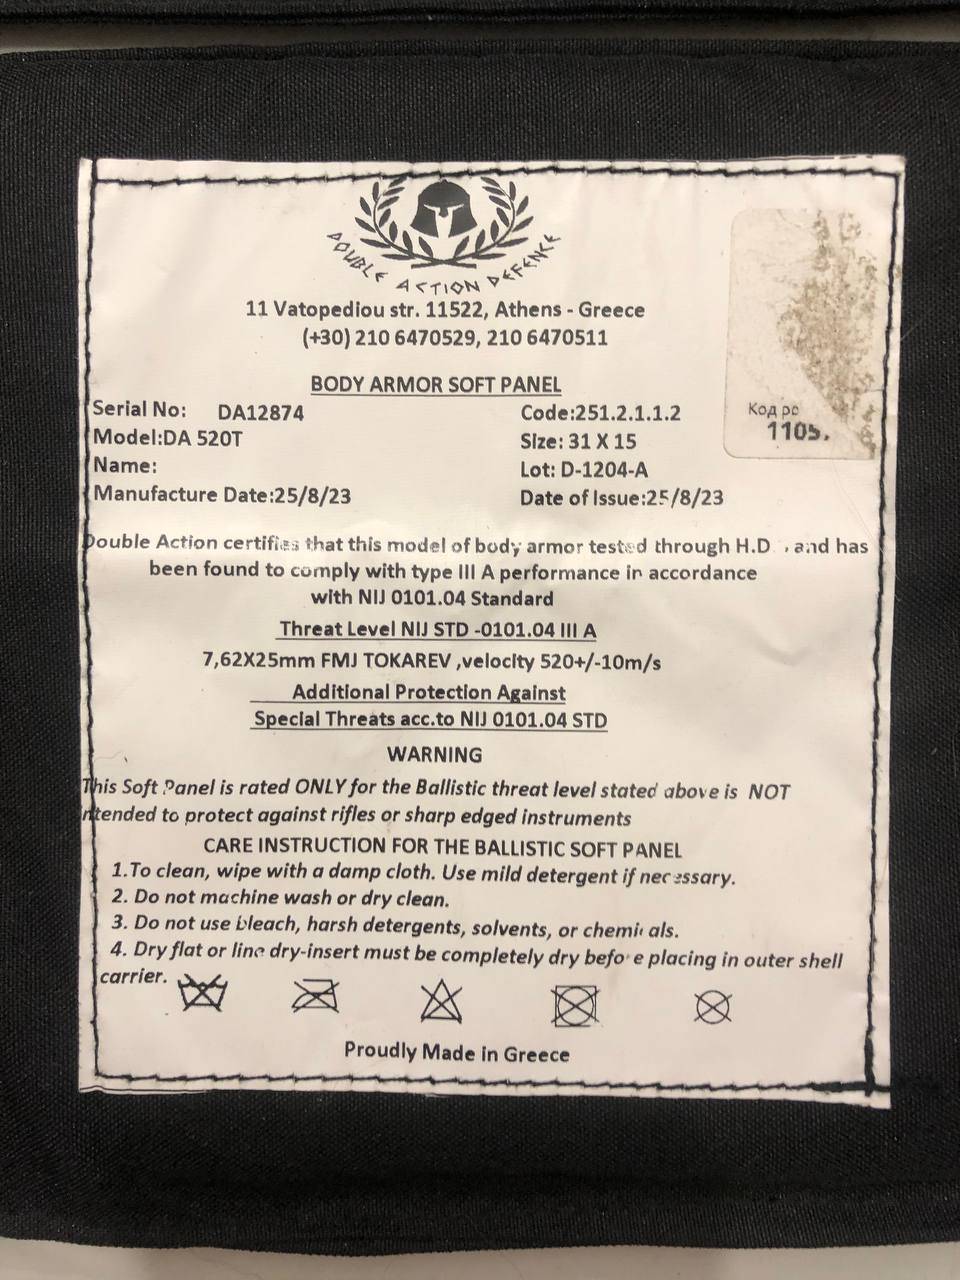 DOUBLE ACTION DEFENCE
11 Vatopediou str. 11522, Athens - Greece
(+30) 210 6470529, 210 6470511
BODY ARMOR SOFT PANEL
Serial No: DA12874
Code:251.2.1.1.2
Model:DA 520T
Size: 31 X 15
Name:
Lot: D-1204-A
Manufacture Date:25/8/23
Date of Issue:25/8/23
Код
1105.
Double Action certifies that this model of body armor tested through H.D , and has
been found to comply with type III A performance in accordance
with NIJ 0101.04 Standard
Threat Level NIJ STD -0101.04 III A
7,62X25mm FMJ TOKAREV ,velocity 520+/-10m/s
Additional Protection Against
Special Threats acc.to NIJ 0101.04 STD
WARNING
This Soft Panel is rated ONLY for the Ballistic threat level stated above is NOT
intended to protect against rifles or sharp edged instruments
CARE INSTRUCTION FOR THE BALLISTIC SOFT PANEL
1.To clean, wipe with a damp cloth. Use mild detergent if necessary.
2. Do not machine wash or dry clean.
3. Do not use bleach, harsh detergents, solvents, or chemicals.
4. Dry flat or line dry-insert must be completely dry before placing in outer shell
carrier.
Proudly Made in Greece